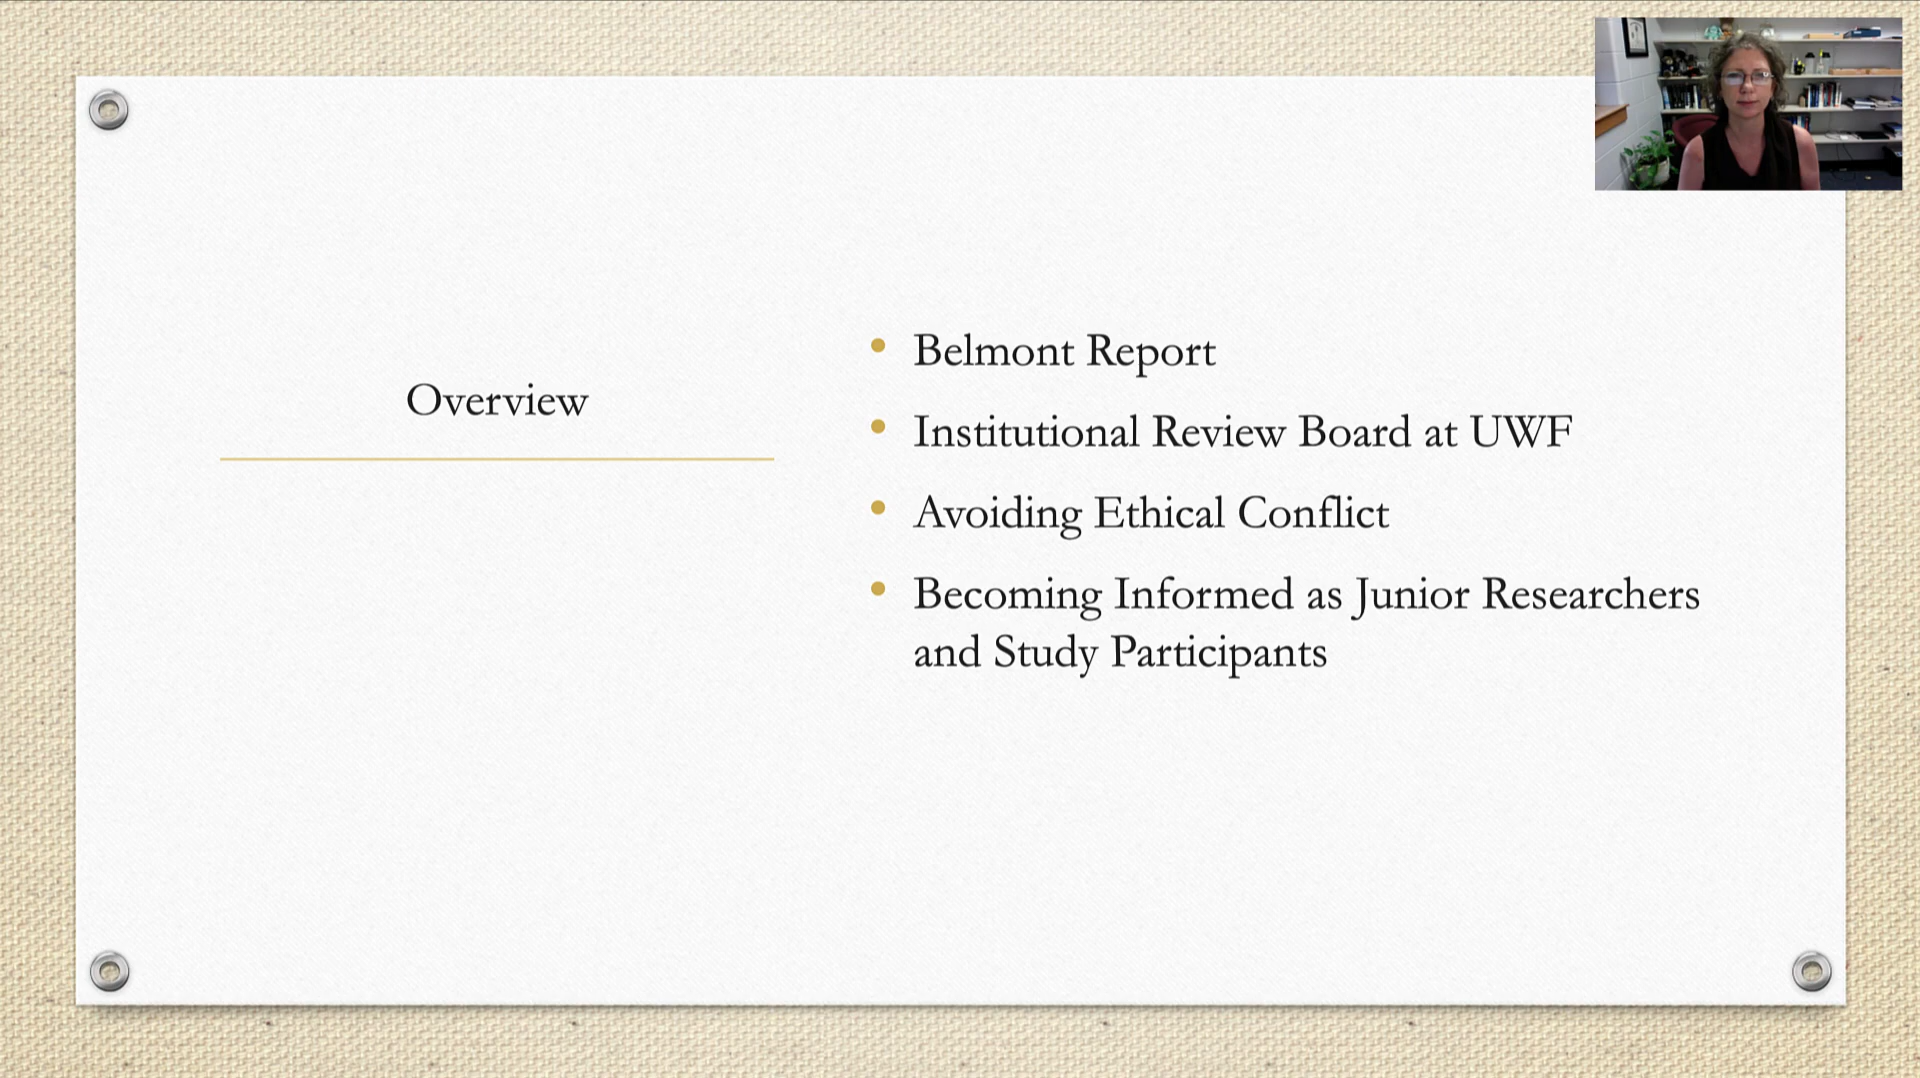 Overview
Belmont Report
Institutional Review Board at UWF
Avoiding Ethical Conflict
Becoming Informed as Junior Researchers
and Study Participants